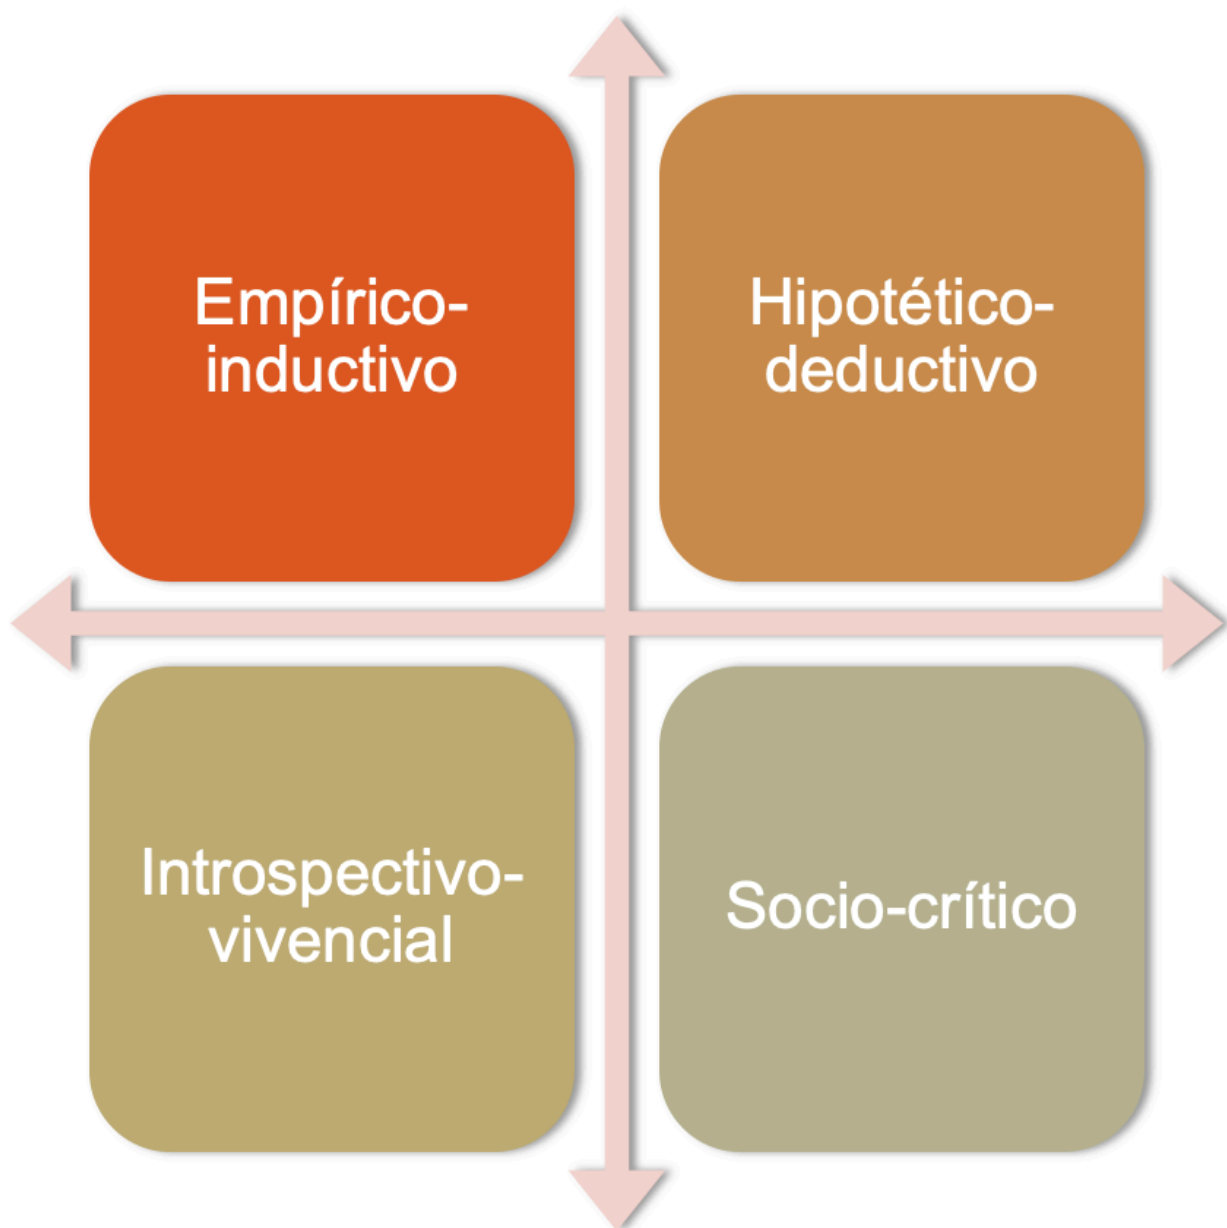 Empírico-
inductivo
Hipotético-
deductivo
Introspectivo-
vivencial
Socio-crítico